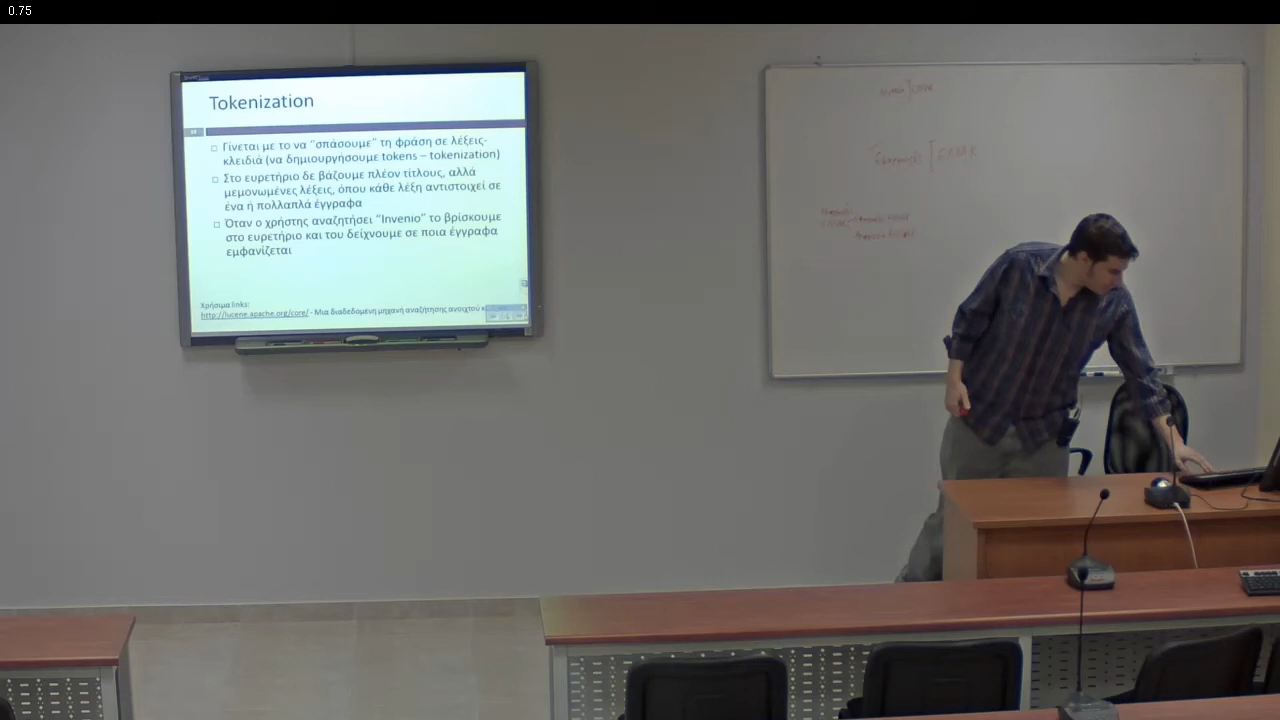 0.75
Tokenization
Γίνεται με το να “σπάσουμε” τη φράση σε λέξεις-
κλειδιά (να δημιουργήσουμε tokens – tokenization)
Στο ευρετήριο δε βάζουμε πλέον τίτλους, αλλά
μεμονωμένες λέξεις, όπου κάθε λέξη αντιστοιχεί σε
ένα ή πολλαπλά έγγραφα
Όταν ο χρήστης αναζητήσει “Invenio” το βρίσκουμε
στο ευρετήριο και του δείχνουμε σε ποια έγγραφα
εμφανίζεται
Χρήσιμα links:
http://lucene.apache.org/core/ - Μια διαδεδομένη μηχανή αναζήτησης ανοιχτού κ